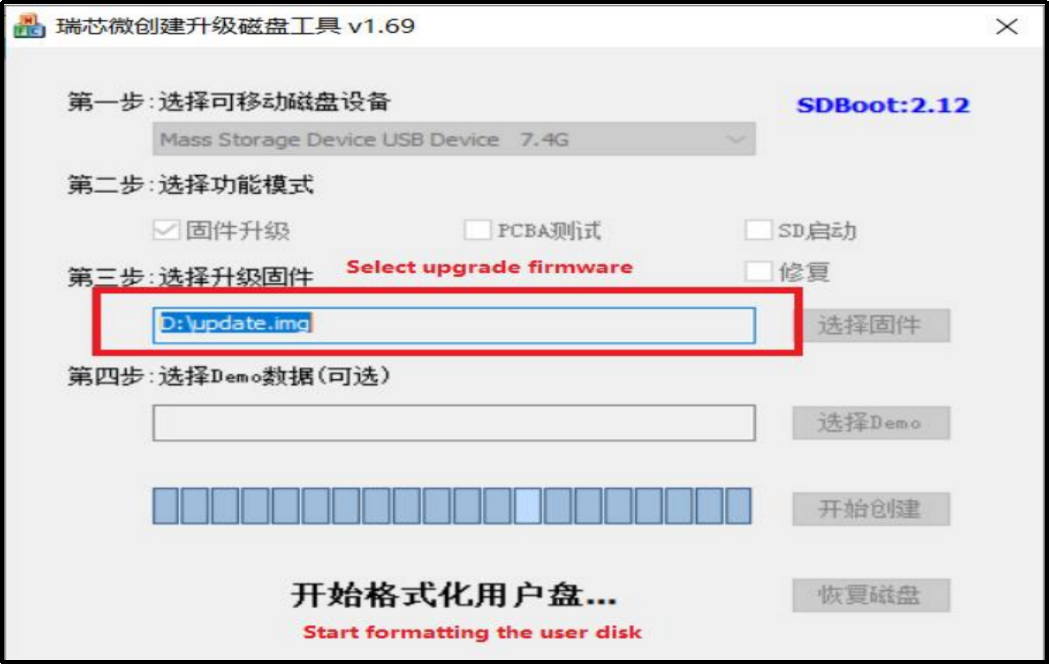 瑞芯微创建升级磁盘工具 v1.69
第一步:选择可移动磁盘设备
SDBoot:2.12
Mass Storage Device USB Device 7.4G
第二步:选择功能模式
固件升级 PCBA测试 SD启动
修复
第三步:选择升级固件 Select upgrade firmware
D:\update.img 选择固件
第四步:选择Demo数据(可选)
选择Demo
开始创建
开始格式化用户盘... 恢复磁盘
Start formatting the user disk